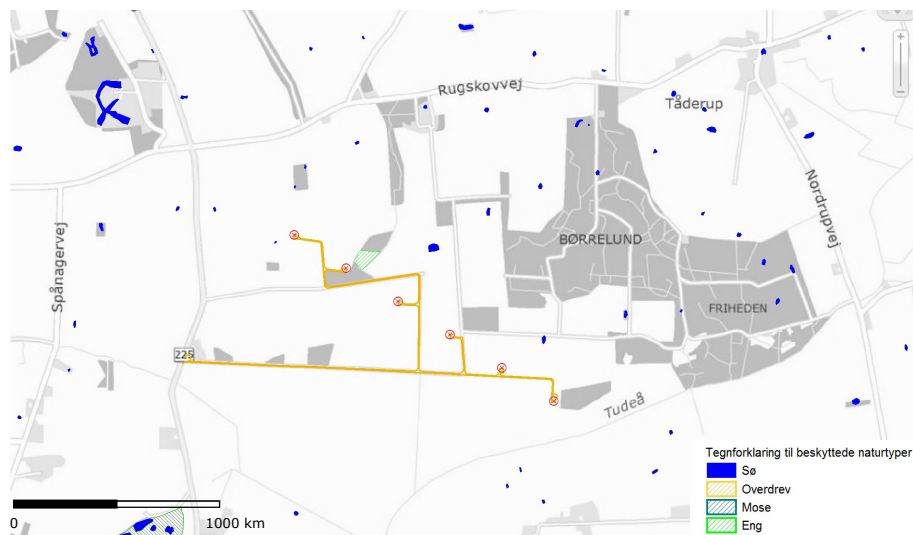 Rugskovvej
Tåderup
Nordrupvej
Spånagervej
BØRRELUND
FRIHEDEN
225
Tudeå
Tegnforklaring til beskyttede naturtyper
Sø
Overdrev
Mose
Eng
0 1000 km
+
-